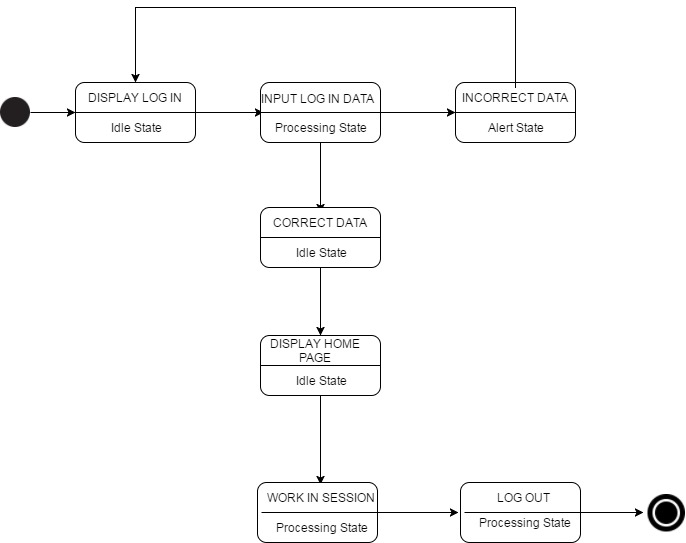 DISPLAY LOG IN
Idle State
INPUT LOG IN DATA
Processing State
INCORRECT DATA
Alert State
CORRECT DATA
Idle State
DISPLAY HOME
PAGE
Idle State
WORK IN SESSION
Processing State
LOG OUT
Processing State